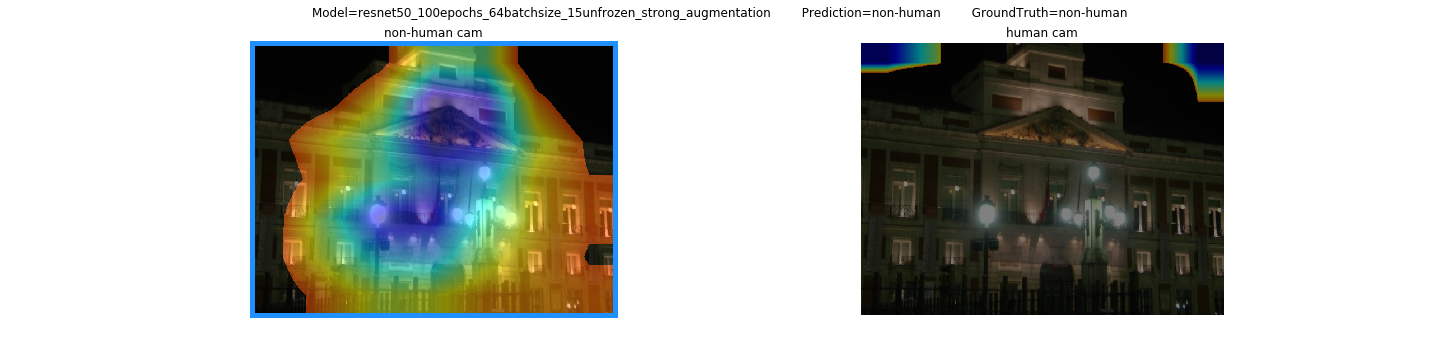 Model=resnet50_100epochs_64batchsize_15unfrozen_strong_augmentation Prediction=non-human GroundTruth=non-human
non-human cam
human cam